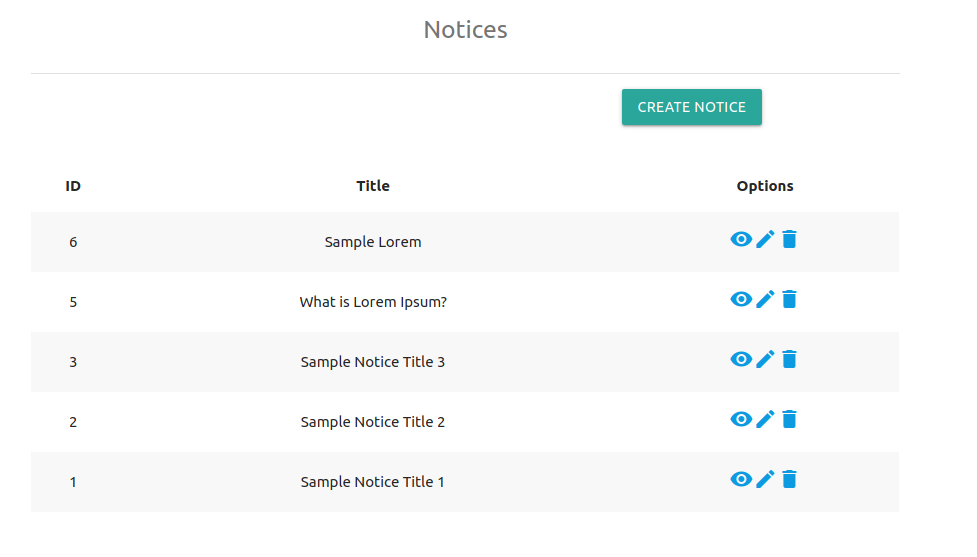 Notices
CREATE NOTICE
ID Title Options
6 Sample Lorem
5 What is Lorem Ipsum?
3 Sample Notice Title 3
2 Sample Notice Title 2
1 Sample Notice Title 1